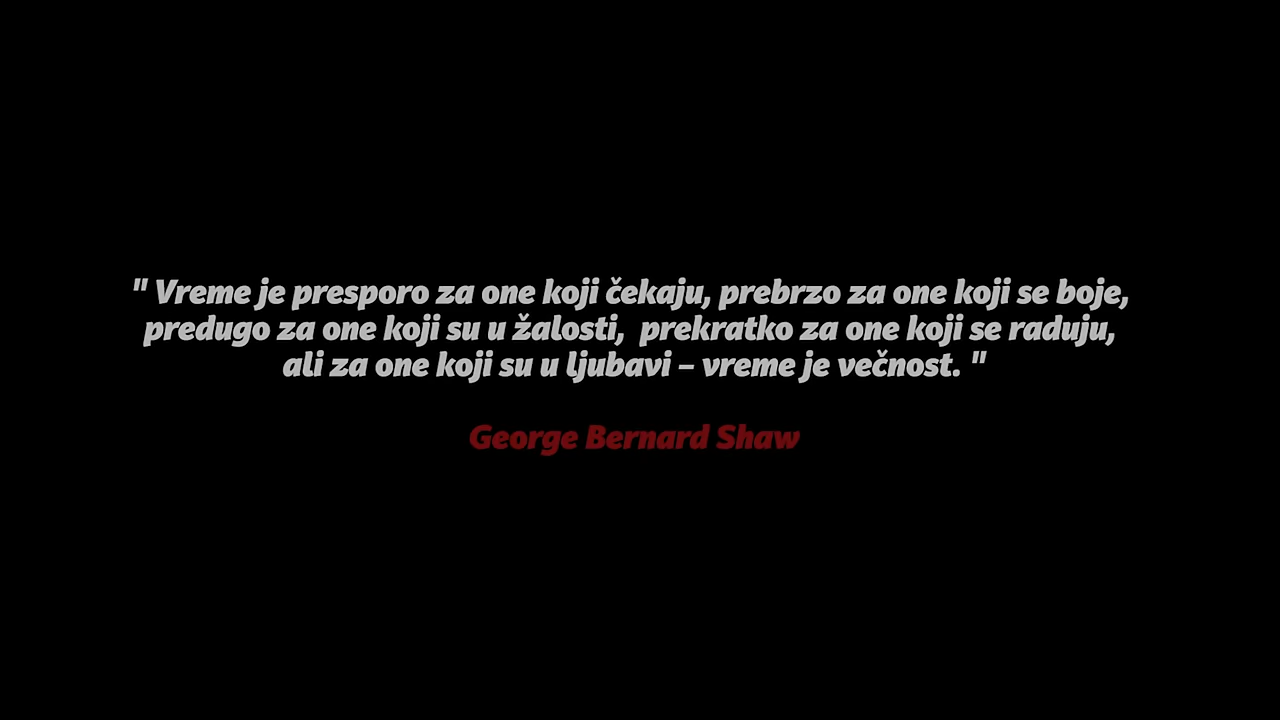 " Vreme je presporo za one koji čekaju, prebrzo za one koji se boje,
predugo za one koji su u žalosti,  prekratko za one koji se raduju,
ali za one koji su u ljubavi – vreme je večnost. "
George Bernard Shaw